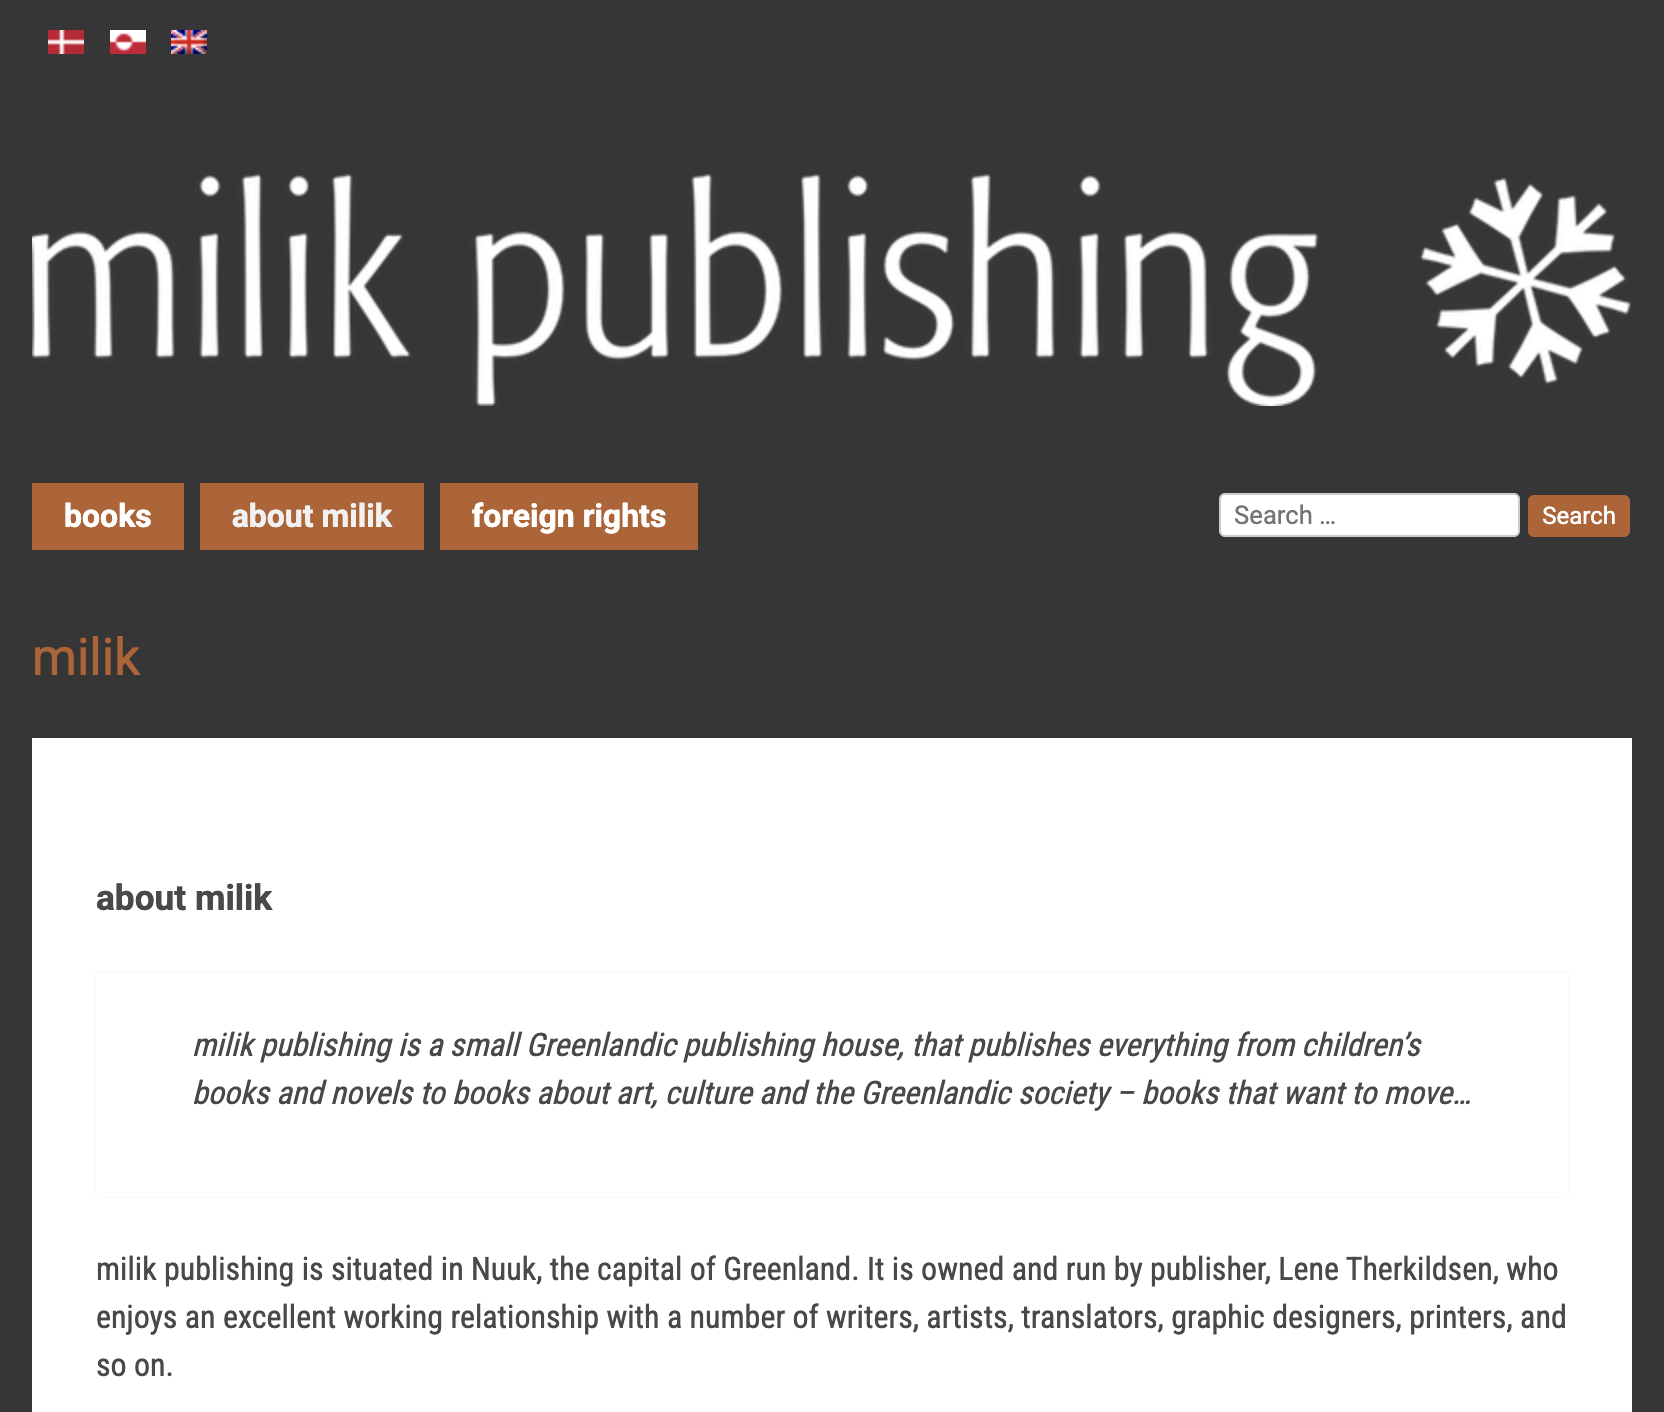 milik publishing
books about milik foreign rights Search … Search
milik
about milik
milik publishing is a small Greenlandic publishing house, that publishes everything from children’s
books and novels to books about art, culture and the Greenlandic society – books that want to move…
milik publishing is situated in Nuuk, the capital of Greenland. It is owned and run by publisher, Lene Therkildsen, who
enjoys an excellent working relationship with a number of writers, artists, translators, graphic designers, printers, and
so on.